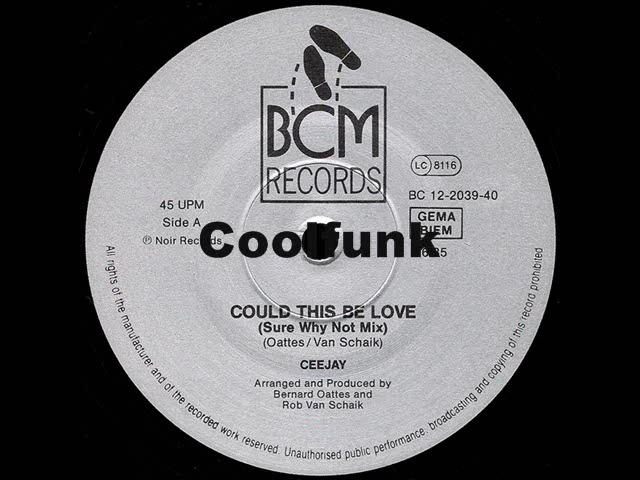 BCM
RECORDS
LC 8116
45 UPM
Side A
℗ Noir Records
BC 12-2039-40
GEMA
BIEM
Coolfunk
COULD THIS BE LOVE
(Sure Why Not Mix)
(Oattes/Van Schaik)
CEEJAY
Arranged and Produced by
Bernard Oattes and
Rob Van Schaik
All rights of the manufacturer and of the recorded work reserved. Unauthorised public performance, broadcasting and copying of this record prohibited